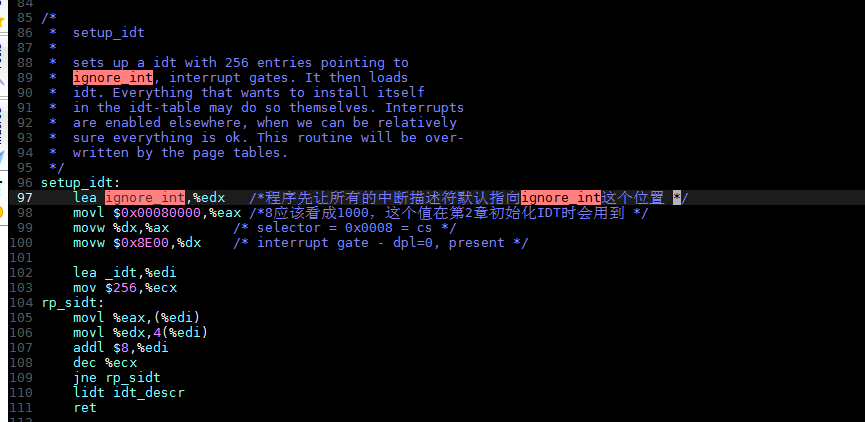 84
85 /*
86  *  setup_idt
87  *
88  *  sets up a idt with 256 entries pointing to
89  *  ignore_int, interrupt gates. It then loads
90  *  idt. Everything that wants to install itself
91  *  in the idt-table may do so themselves. Interrupts
92  *  are enabled elsewhere, when we can be relatively
93  *  sure everything is ok. This routine will be over-
94  *  written by the page tables.
95  */
96 setup_idt:
97     lea ignore_int,%edx   /*程序先让所有的中断描述符默认指向ignore_int这个位置 */
98     movl $0x00080000,%eax /*8应该看成1000，这个值在第2章初始化IDT时会用到 */
99     movw %dx,%ax        /* selector = 0x0008 = cs */
100     movw $0x8E00,%dx    /* interrupt gate - dpl=0, present */
101
102     lea _idt,%edi
103     mov $256,%ecx
104 rp_sidt:
105     movl %eax,(%edi)
106     movl %edx,4(%edi)
107     addl $8,%edi
108     dec %ecx
109     jne rp_sidt
110     lidt idt_descr
111     ret